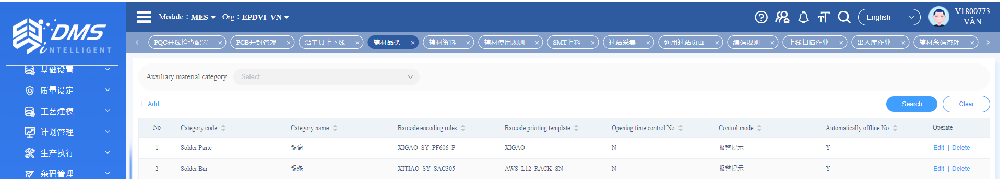 DMS
iNTELLIGENT
Module : MES Org : EPDVI_VN
English
V1800773
VÂN
PQC开线检查配置 × PCB开封管理 × 治工具上下线 × 辅材品类 × 辅材资料 × 辅材使用规则 × SMT上料 × 过站采集 × 通用过站页面 × 编码规则 × 上线扫描作业 × 出入库作业 × 辅材条码管理 ×
基础设置
质量设定
工艺建模
计划管理
生产执行
条码管理
Auxiliary material category Select
+ Add Search Clear
No Category code Category name Barcode encoding rules Barcode printing template Opening time control No Control mode Automatically offline No Operate
1 Solder Paste 锡膏 XIGAO_SY_PF606_P XIGAO N 报警提示 Y Edit | Delete
2 Solder Bar 锡条 XITIAO_SY_SAC305 AWS_L12_RACK_SN N 报警提示 Y Edit | Delete